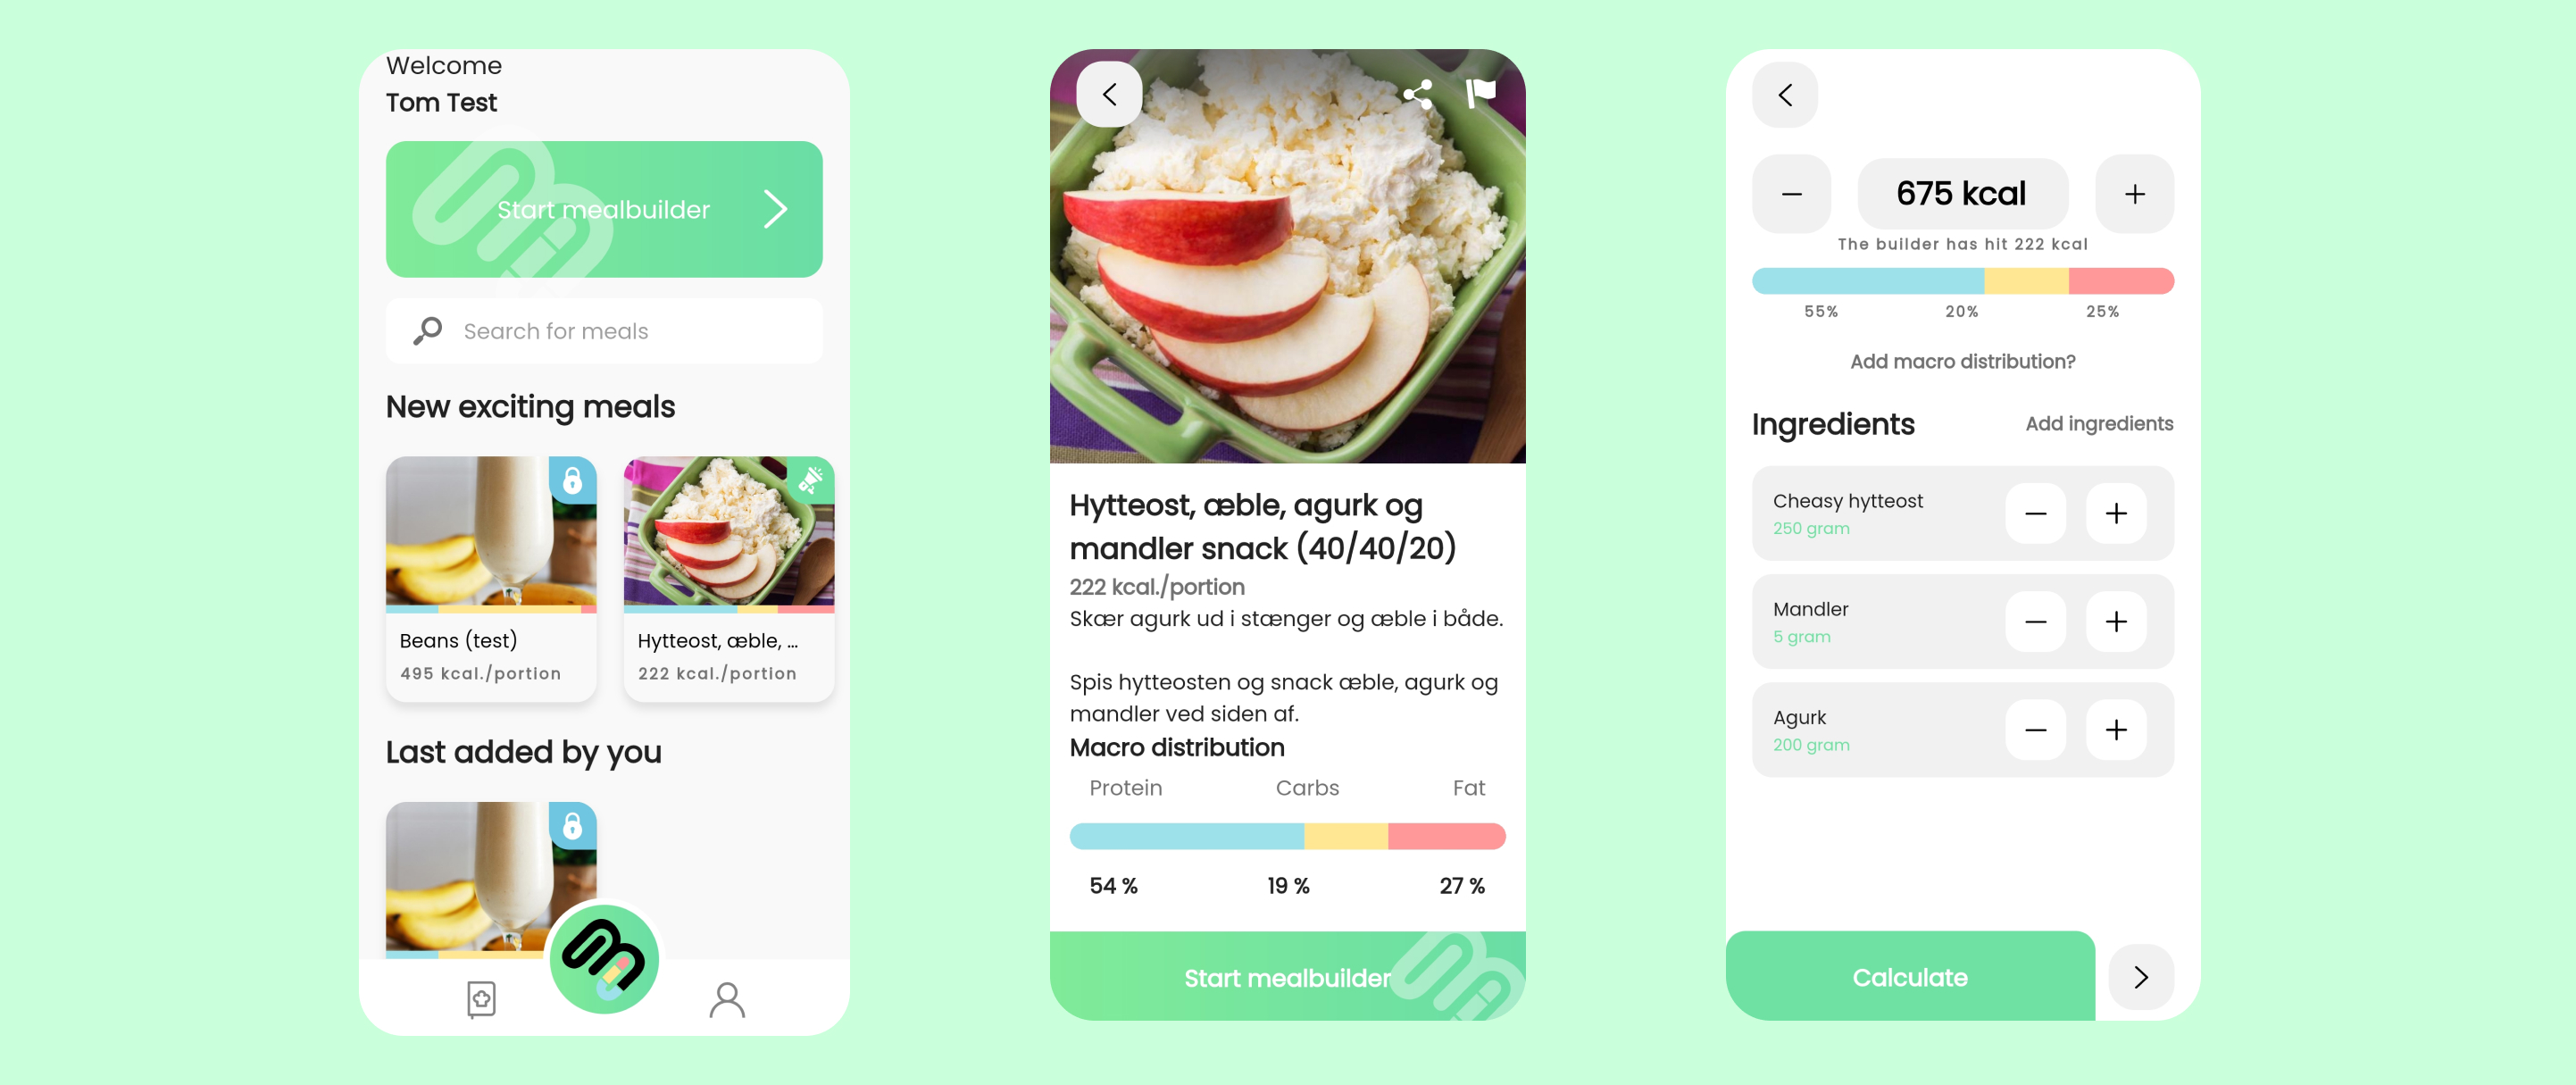 Welcome
Tom Test
Start mealbuilder
Search for meals
New exciting meals
Beans (test)
495 kcal./portion
Hytteost, æble, ...
222 kcal./portion
Last added by you
Hytteost, æble, agurk og
mandler snack (40/40/20)
222 kcal./portion
Skær agurk ud i stænger og æble i både.
Spis hytteosten og snack æble, agurk og
mandler ved siden af.
Macro distribution
Protein Carbs Fat
54 % 19 % 27 %
Start mealbuilder
675 kcal
The builder has hit 222 kcal
55% 20% 25%
Add macro distribution?
Ingredients Add ingredients
Cheasy hytteost
250 gram
Mandler
5 gram
Agurk
200 gram
Calculate